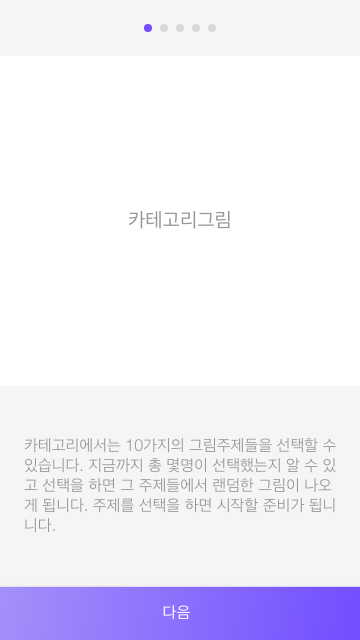 카테고리그림
카테고리에서는 10가지의 그림주제들을 선택할 수
있습니다. 지금까지 총 몇명이 선택했는지 알 수 있
고 선택을 하면 그 주제들에서 랜덤한 그림이 나오
게 됩니다. 주제를 선택을 하면 시작할 준비가 됩니
니다.
다음